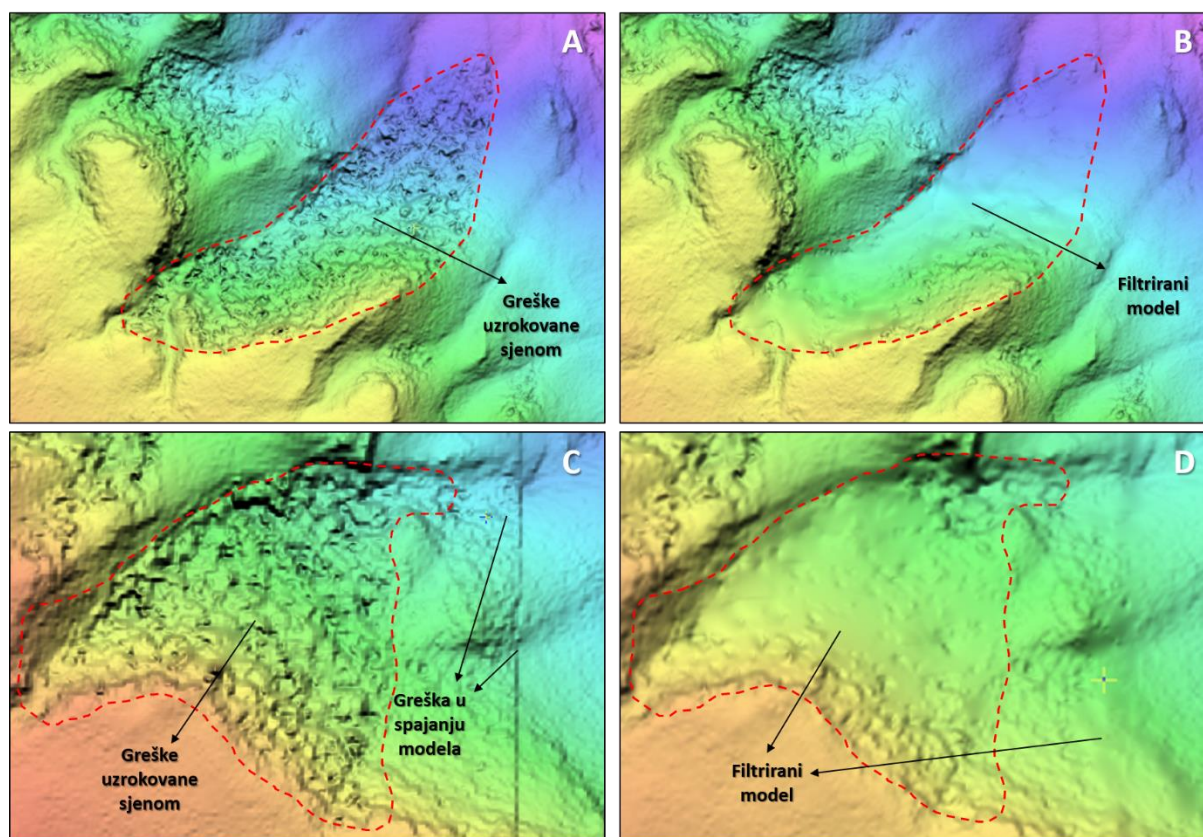 A
Greške
uzrokovane
sjenom
B
Filtrirani
model
C
Greške
uzrokovane
sjenom
Greška u
spajanju
modela
D
Filtrirani
model